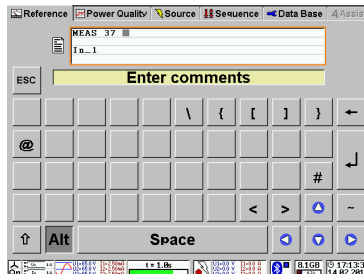 Reference Power Quality Source Sequence Data Base Assis
MEAS 37
In_1
ESC Enter comments
\ { [ ] } ←
@
#
< > ~
⇧ Alt Space
t = 1.0s 8.1GB 17:13:3